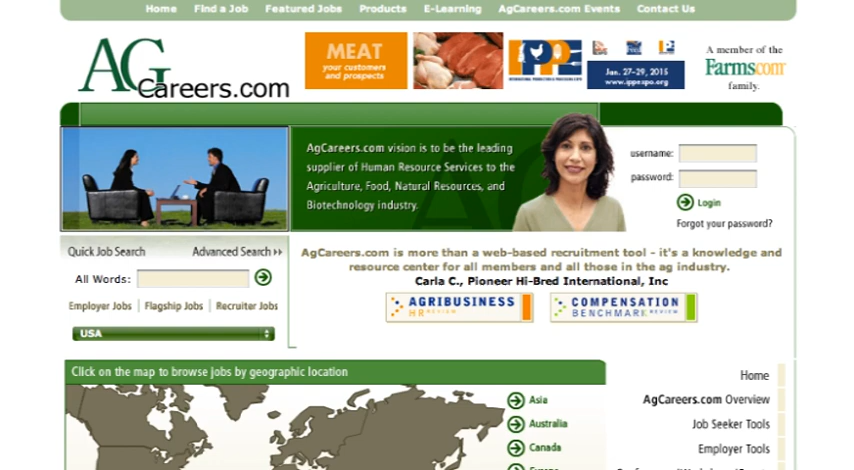 Home Find a Job Featured Jobs Products E-Learning AgCareers.com Events Contact Us
AG
Careers.com
MEAT
your customers
and prospects
IPPE
INTERNATIONAL PRODUCTION & PROCESSING EXPO
Jan. 27-29, 2015
www.ippexpo.org
A member of the
Farms.com
family.
AgCareers.com vision is to be the leading
supplier of Human Resource Services to the
Agriculture, Food, Natural Resources, and
Biotechnology industry.
username:
password:
Login
Forgot your password?
Quick Job Search Advanced Search
All Words:
Employer Jobs | Flagship Jobs | Recruiter Jobs
USA
AgCareers.com is more than a web-based recruitment tool - it's a knowledge and
resource center for all members and all those in the ag industry.
Carla C., Pioneer Hi-Bred International, Inc
AGRIBUSINESS
HR REVIEW
COMPENSATION
BENCHMARK REVIEW
Click on the map to browse jobs by geographic location
Asia
Australia
Canada
Europe
Home
AgCareers.com Overview
Job Seeker Tools
Employer Tools